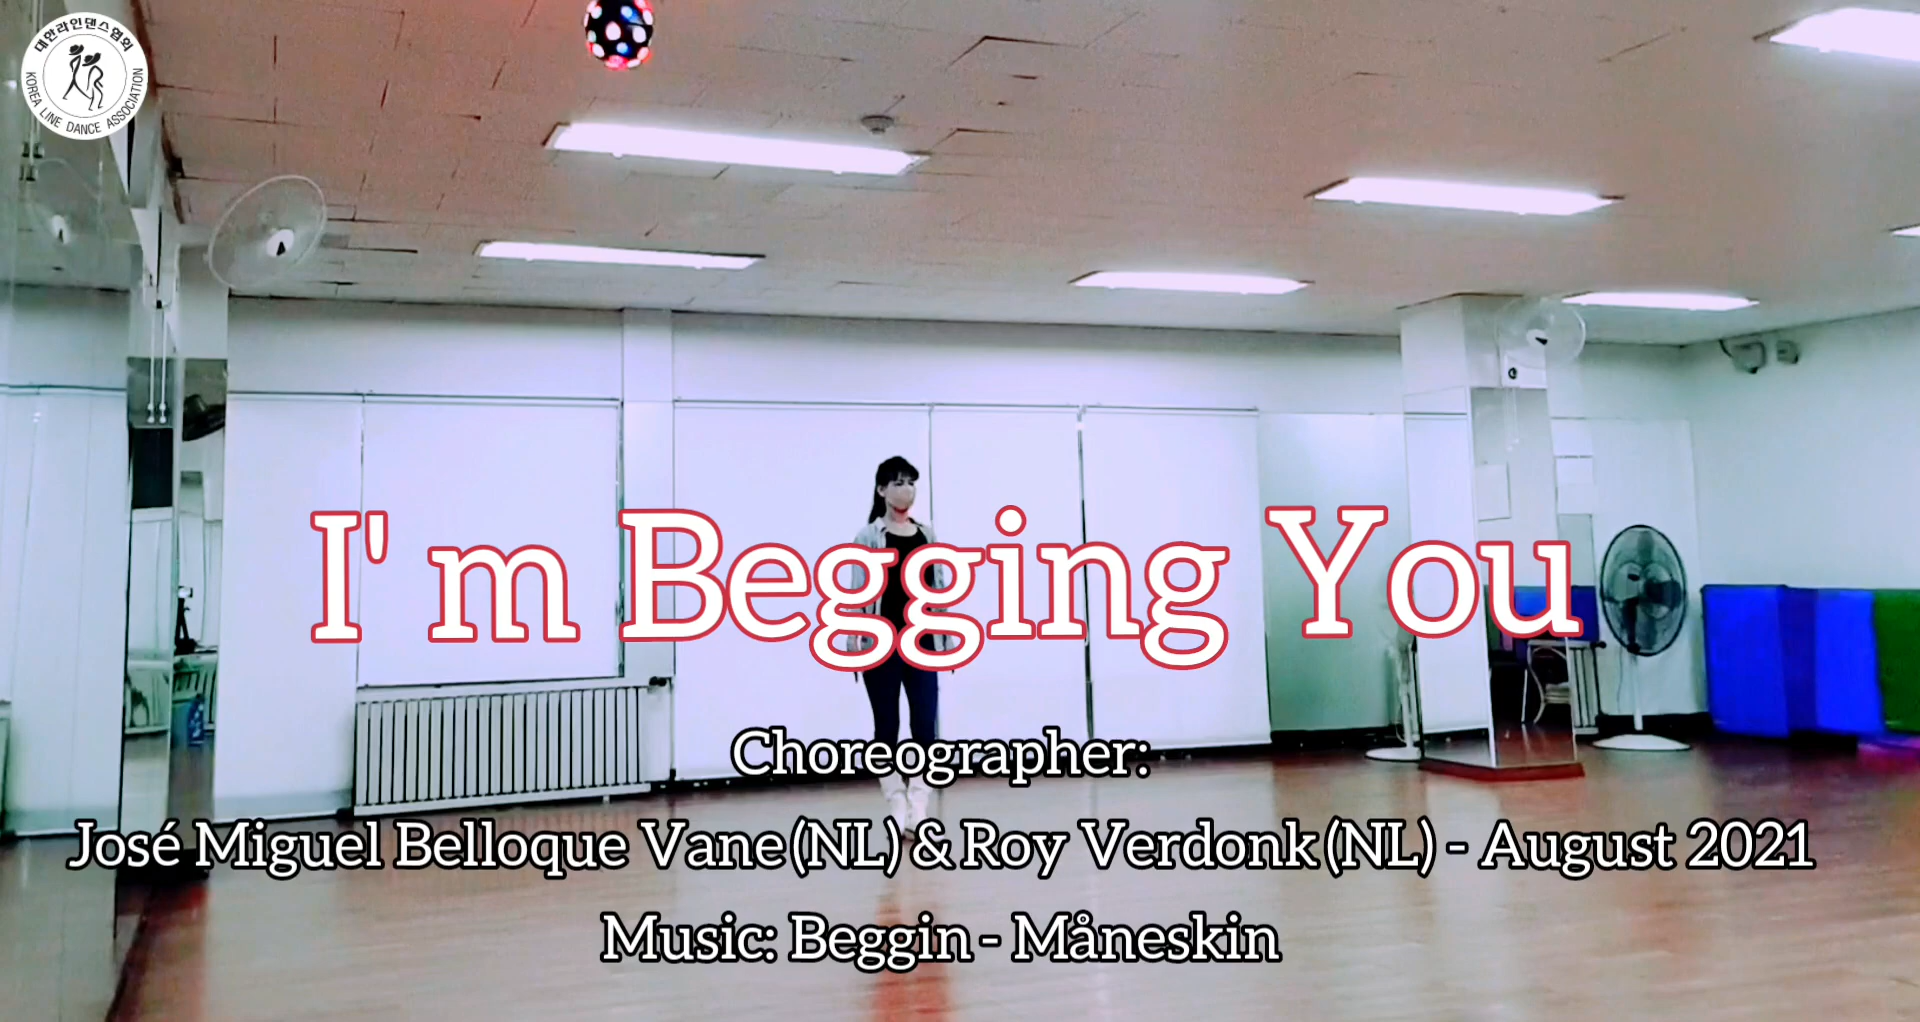 대한라인댄스협회
KOREA LINE DANCE ASSOCIATION
I'm Begging You
Choreographer:
José Miguel Belloque Vane(NL) & Roy Verdonk(NL) - August 2021
Music: Beggin - Måneskin